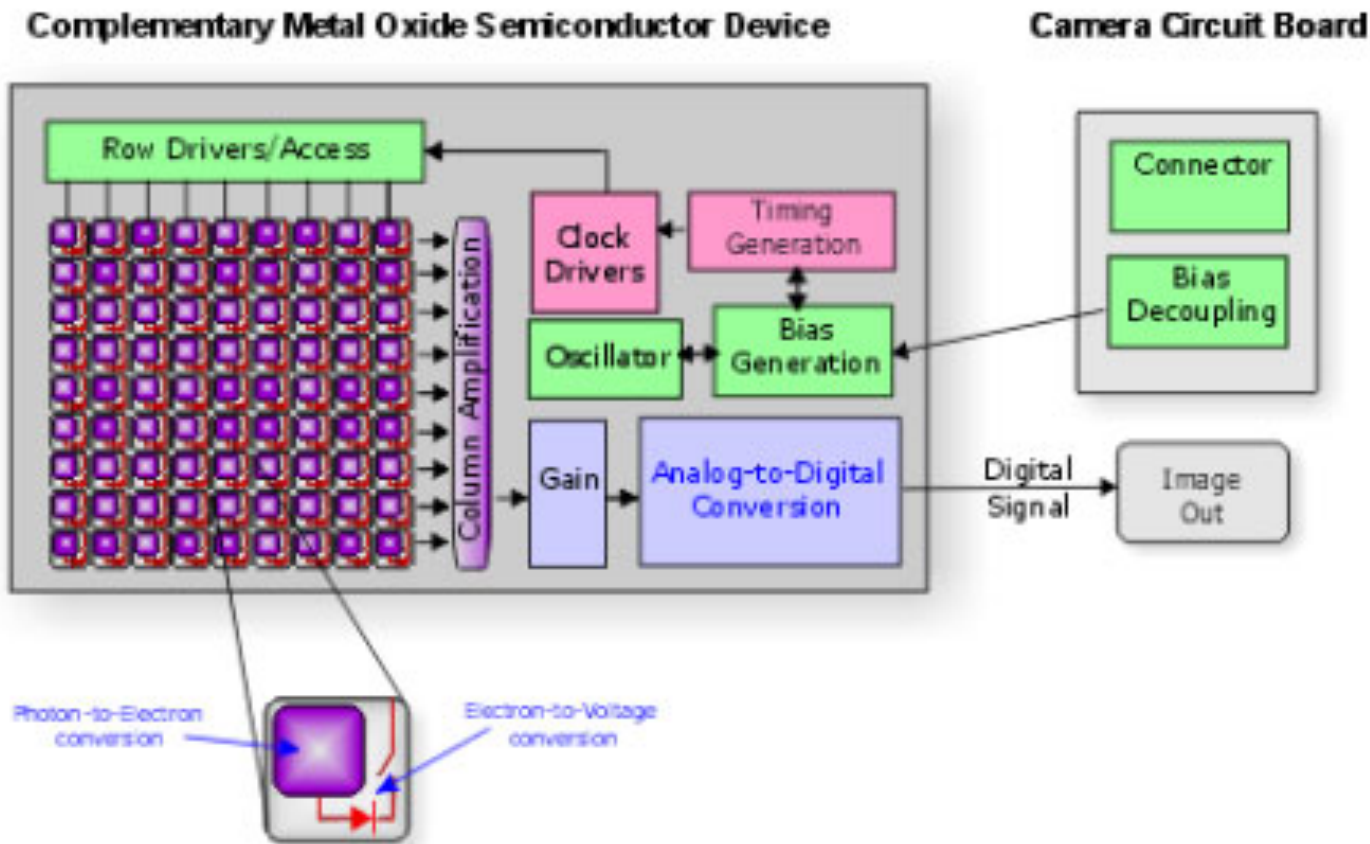 Complementary Metal Oxide Semiconductor Device
Camera Circuit Board
Row Drivers/Access
Connector
Timing
Generation
Clock
Drivers
Column Amplification
Bias
Decoupling
Bias
Generation
Oscillator
Gain
Analog-to-Digital
Conversion
Digital
Signal
Image
Out
Photon-to-Electron
conversion
Electron-to-Voltage
conversion